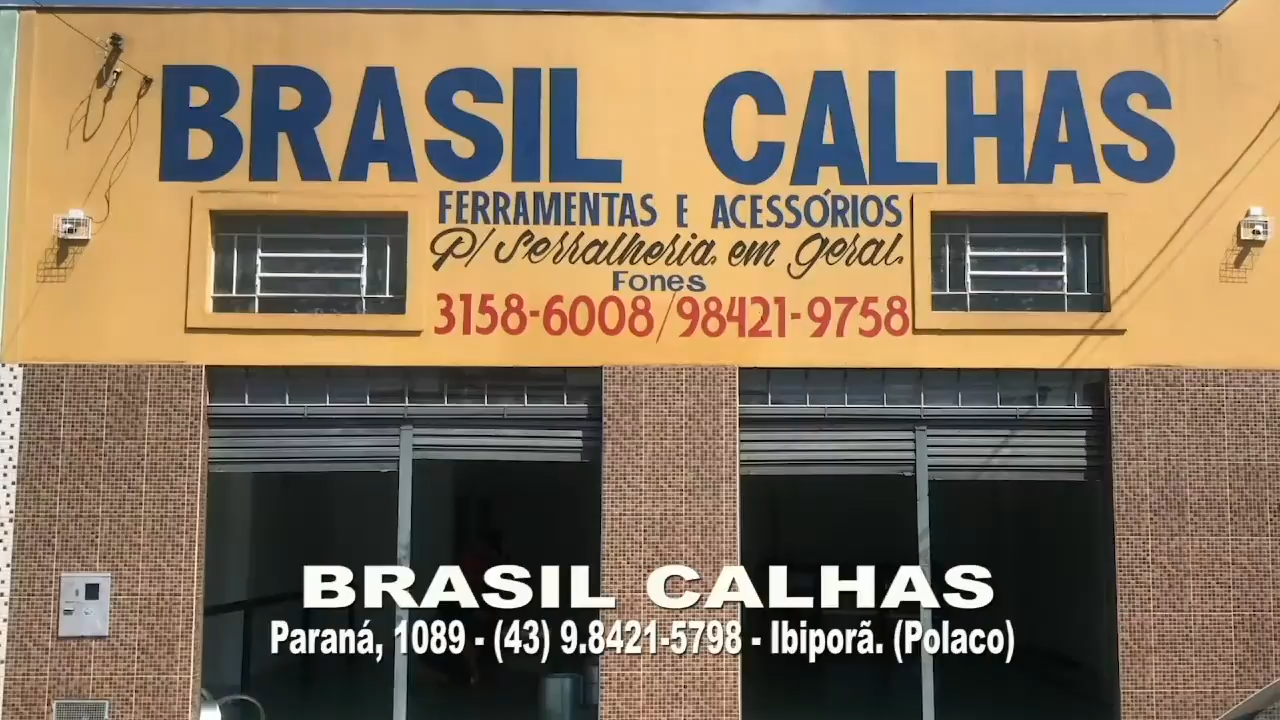 BRASIL CALHAS
FERRAMENTAS E ACESSÓRIOS
P/ Serralheria. em geral.
Fones
3158-6008/98421-9758
BRASIL CALHAS
Paraná, 1089 - (43) 9.8421-5798 - Ibiporã. (Polaco)